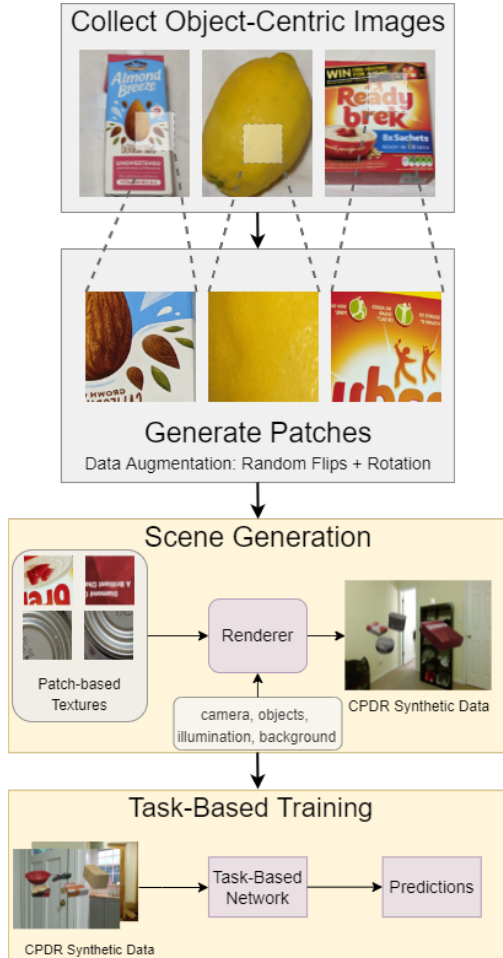 Collect Object-Centric Images
Almond
Breeze
UNSWEETENED
WIN
Ready
brek
8x Sachets
GROWN
Generate Patches
Data Augmentation: Random Flips + Rotation
Scene Generation
A Brilliant
Patch-based
Textures
Renderer
CPDR Synthetic Data
camera, objects,
illumination, background
Task-Based Training
Task-Based
Network
Predictions
CPDR Synthetic Data